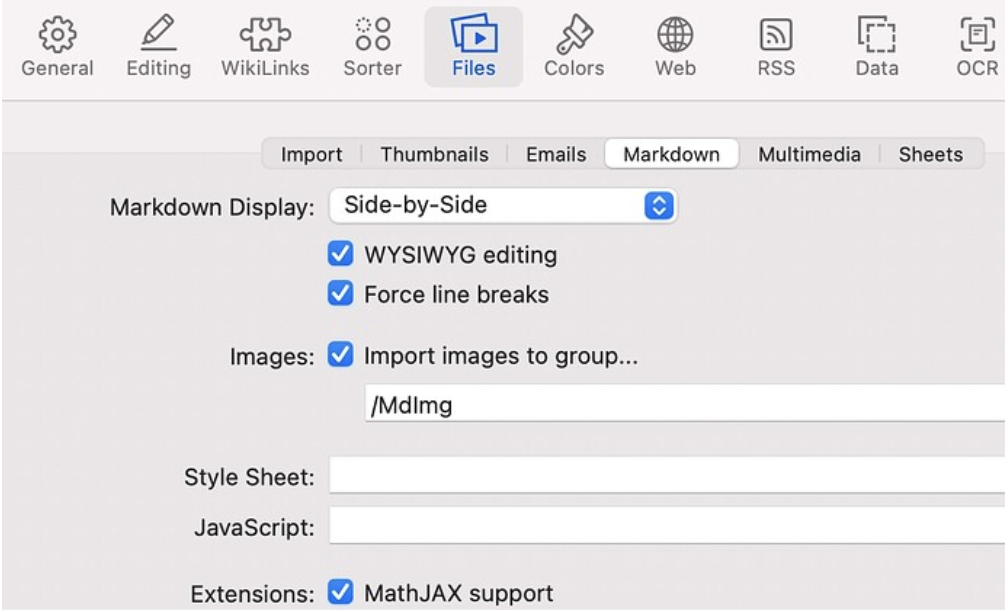 General Editing WikiLinks Sorter Files Colors Web RSS Data OCR
Import Thumbnails Emails Markdown Multimedia Sheets
Markdown Display: Side-by-Side
WYSIWYG editing
Force line breaks
Images: Import images to group...
/MdImg
Style Sheet:
JavaScript:
Extensions: MathJAX support